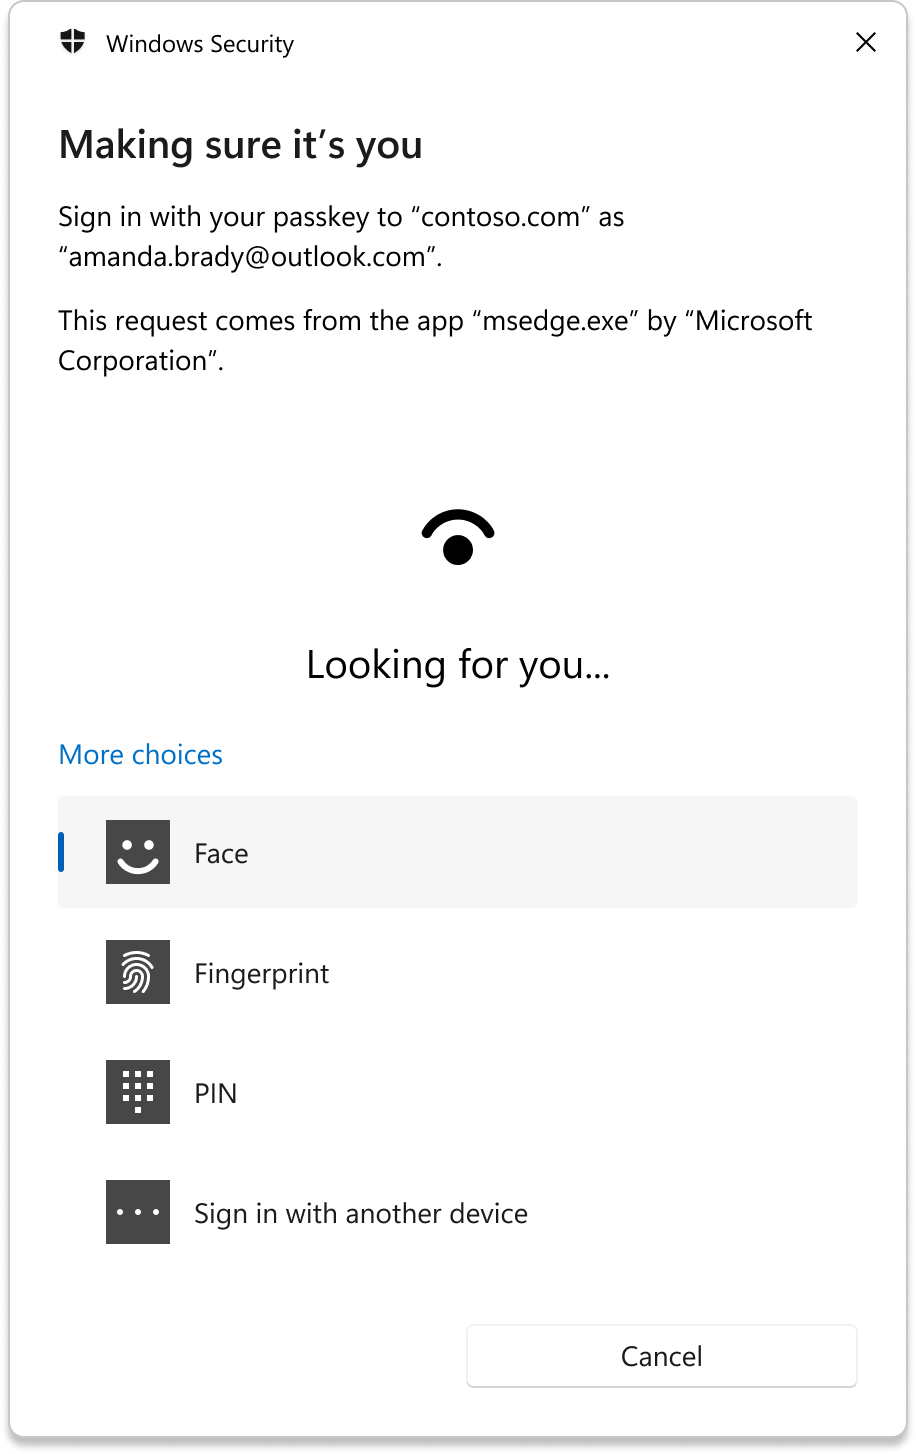 Windows Security
Making sure it’s you
Sign in with your passkey to “contoso.com” as
“amanda.brady@outlook.com”.
This request comes from the app “msedge.exe” by “Microsoft
Corporation”.
Looking for you...
More choices
Face
Fingerprint
PIN
Sign in with another device
Cancel